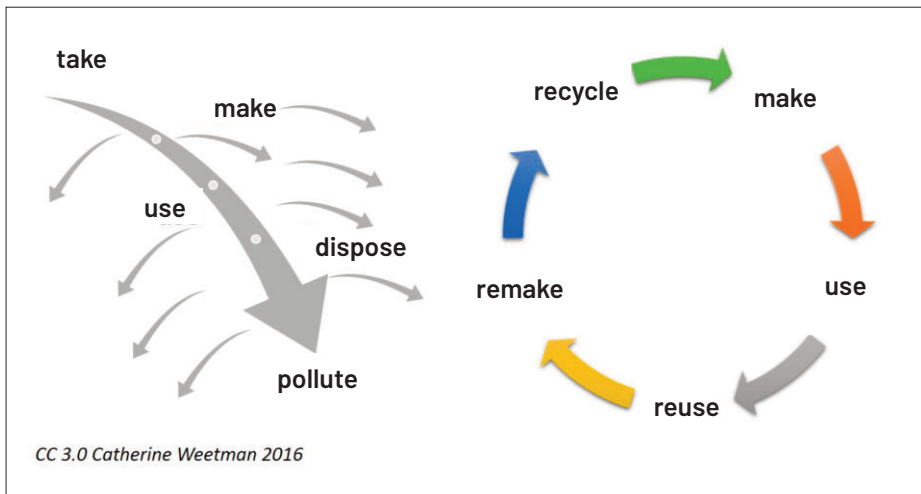 take
make
use
dispose
pollute
recycle
make
use
reuse
remake
CC 3.0 Catherine Weetman 2016